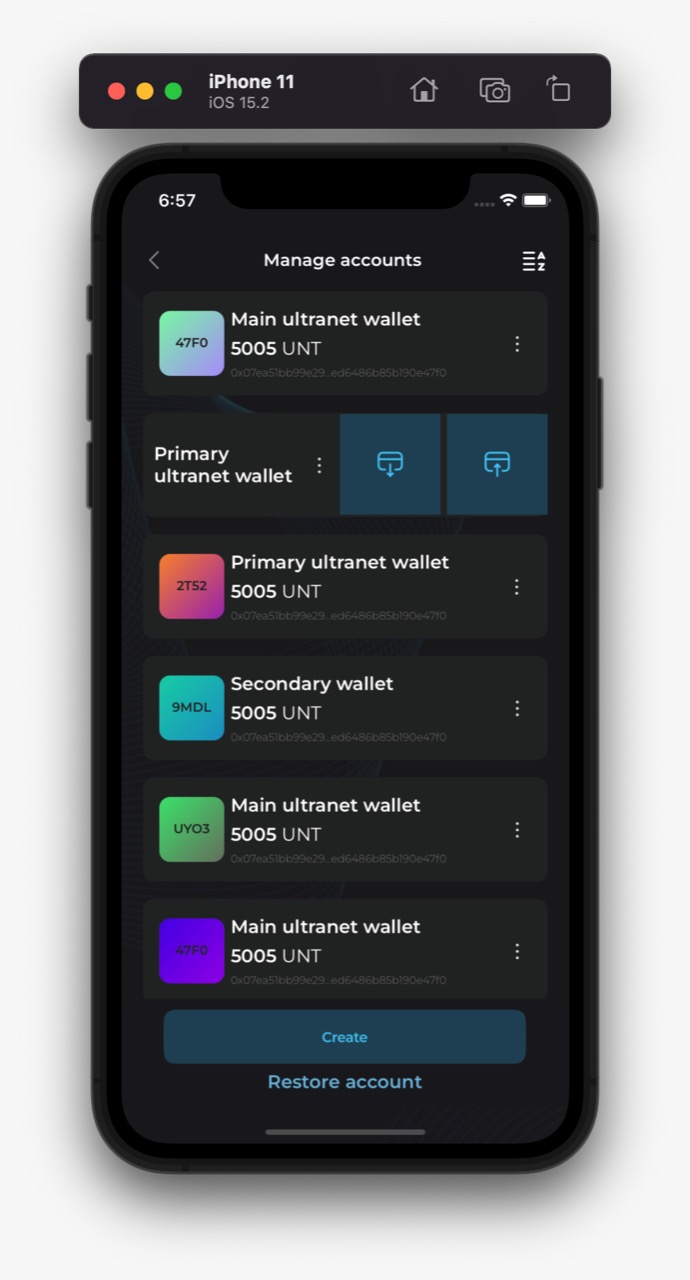 iPhone 11
iOS 15.2
6:57
Manage accounts
47F0
Main ultranet wallet
5005 UNT
0x07ea51bb99e29...ed6486b85b190e47f0
Primary
ultranet wallet
2T52
Primary ultranet wallet
5005 UNT
0x07ea51bb99e29...ed6486b85b190e47f0
9MDL
Secondary wallet
5005 UNT
0x07ea51bb99e29...ed6486b85b190e47f0
UYO3
Main ultranet wallet
5005 UNT
0x07ea51bb99e29...ed6486b85b190e47f0
47F0
Main ultranet wallet
5005 UNT
0x07ea51bb99e29...ed6486b85b190e47f0
Create
Restore account